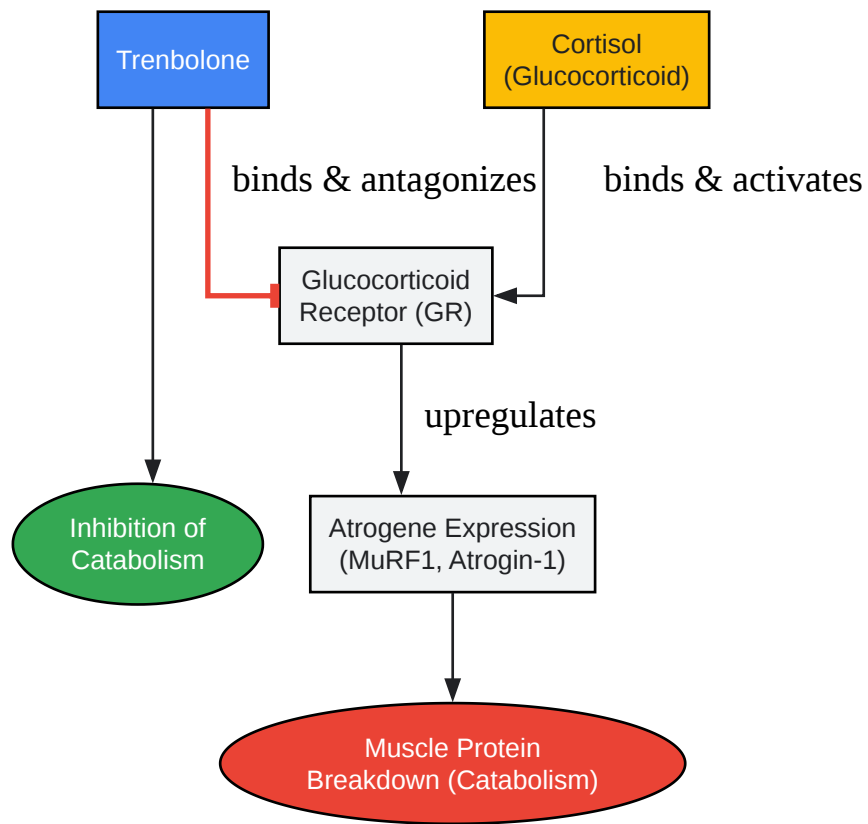 Trenbolone
Cortisol
(Glucocorticoid)
binds & antagonizes
binds & activates
Glucocorticoid
Receptor (GR)
upregulates
Inhibition of
Catabolism
Atrogene Expression
(MuRF1, Atrogin-1)
Muscle Protein
Breakdown (Catabolism)